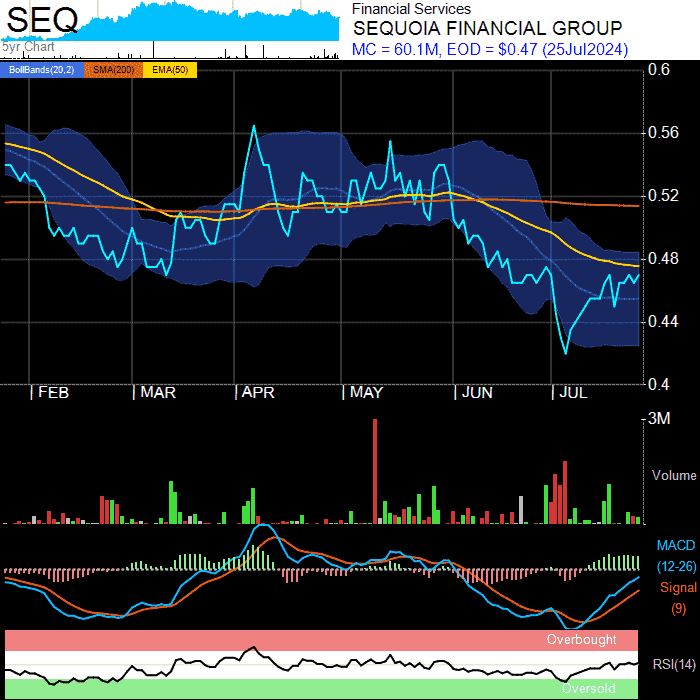 SEQ
5yr Chart
Financial Services
SEQUOIA FINANCIAL GROUP
MC = 60.1M, EOD = $0.47 (25Jul2024)
BollBands(20,2) SMA(200) EMA(50)
0.6
0.56
0.52
0.48
0.44
0.4
FEB MAR APR MAY JUN JUL
3M
Volume
MACD
(12-26)
Signal
(9)
Overbought
RSI(14)
Oversold